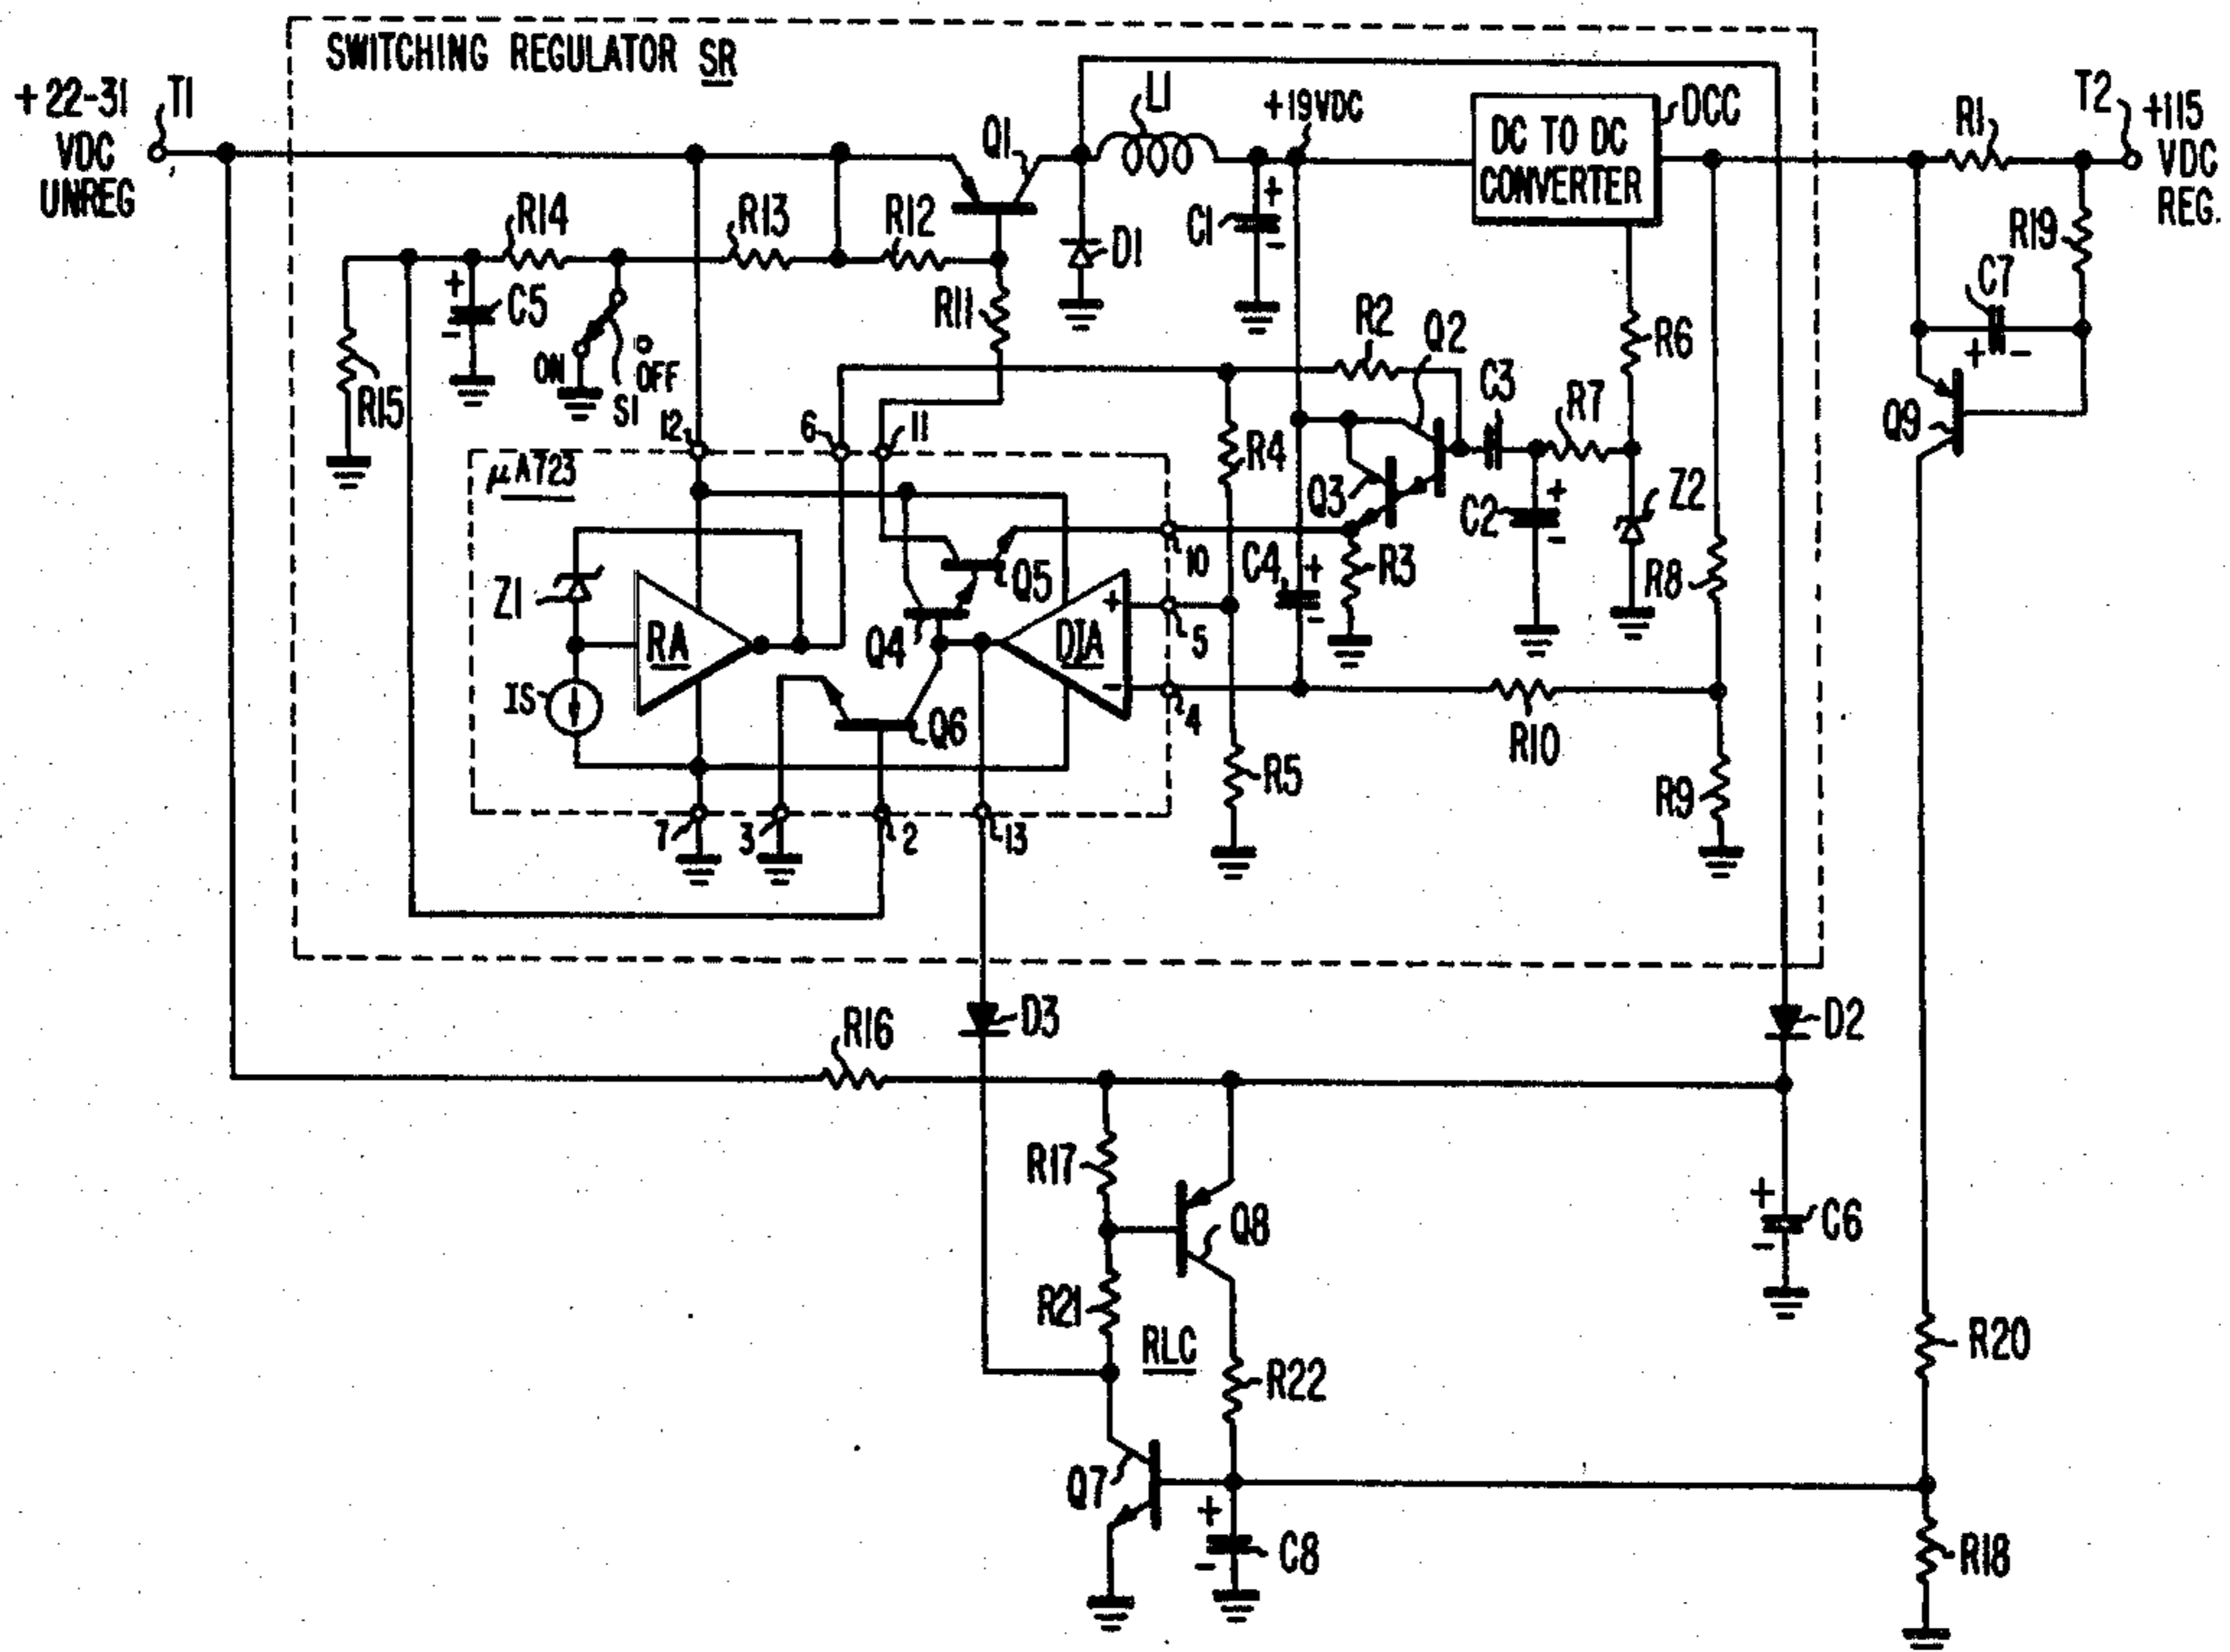 SWITCHING REGULATOR SR
+22-31
VDC
UNREG
T1
Q1
L1
+19VDC
DC TO DC
CONVERTER
DCC
R1
T2
+115
VDC
REG.
R14
R13
R12
D1
C1
R19
C7
C5
R11
R2
Q2
R6
ON
OFF
S1
R15
C3
R7
Q9
12
6
11
μA723
R4
Q3
C2
Z2
Z1
RA
Q4
Q5
10
C4
R3
R8
DIA
+
-
5
4
IS
Q6
R5
R10
R9
7
3
2
13
D3
D2
R16
R17
Q8
C6
R21
RLC
R22
R20
Q7
C8
R18